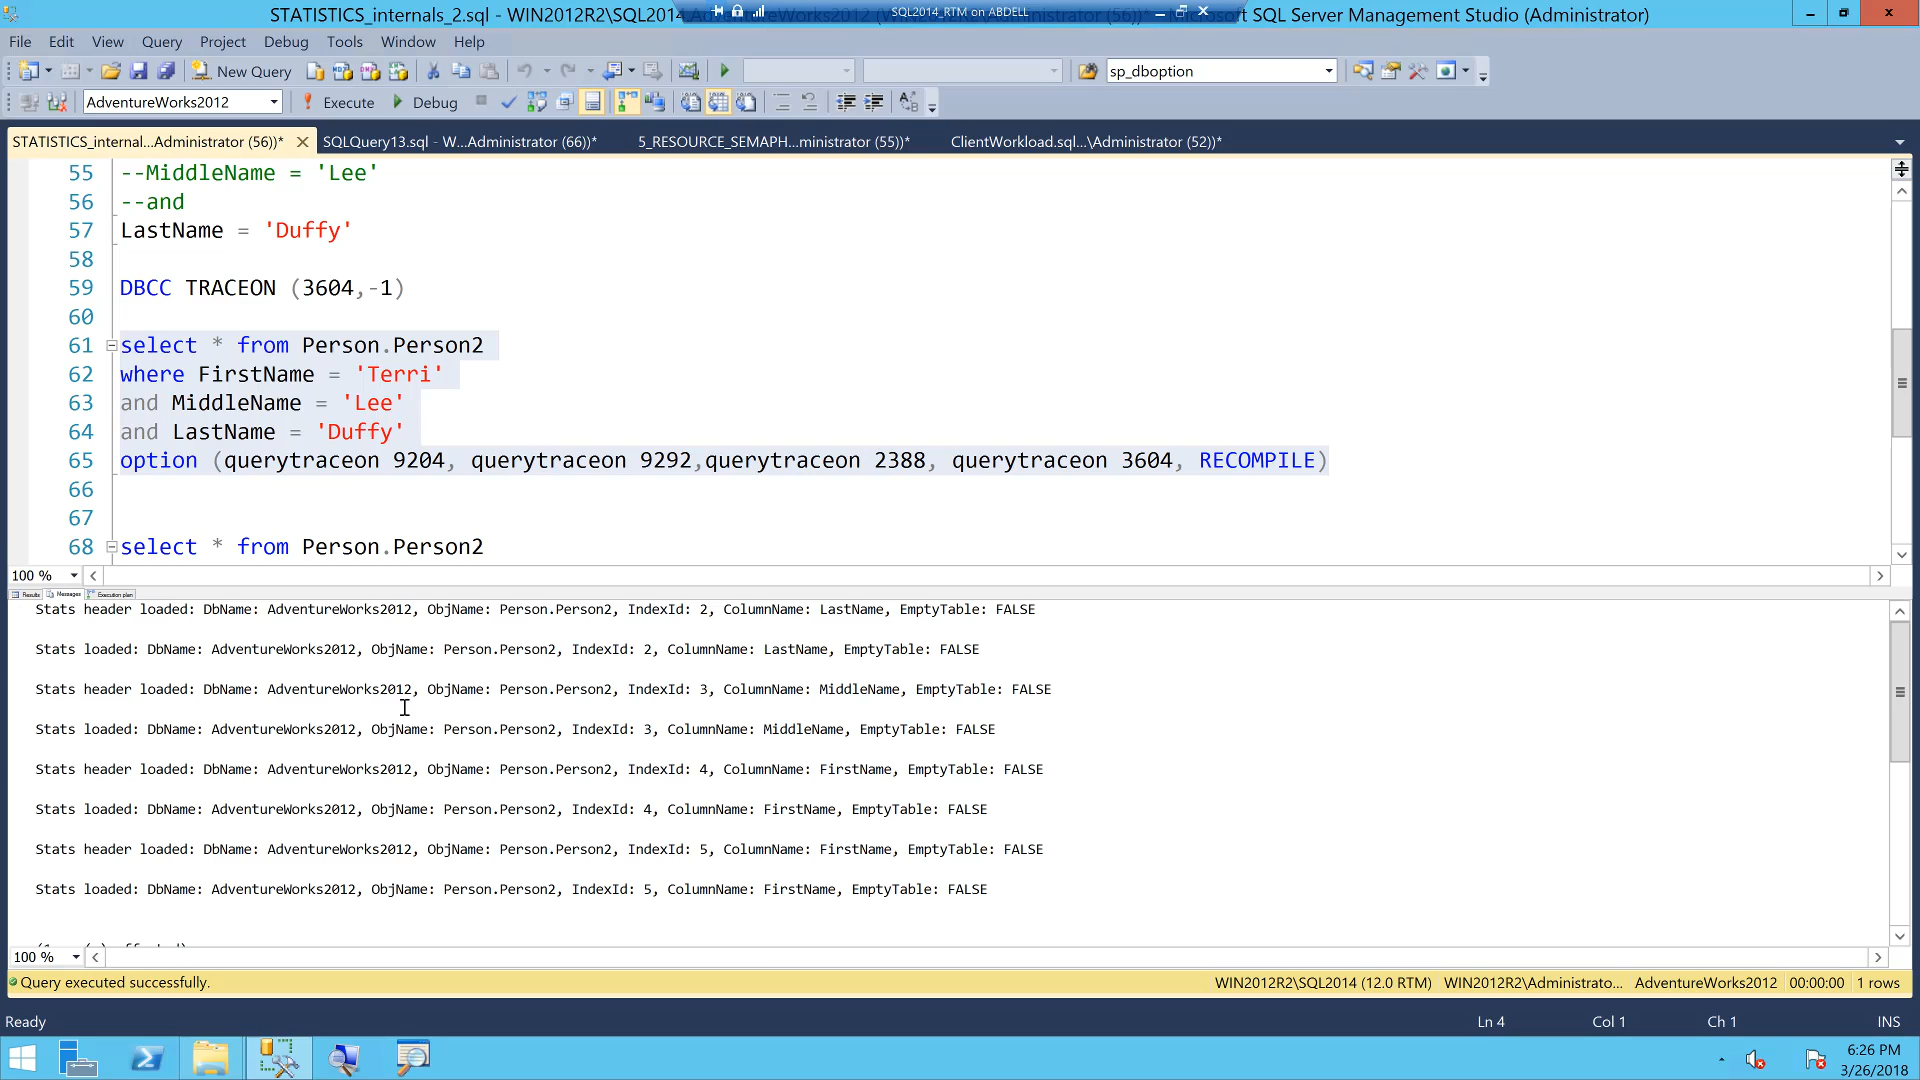 STATISTICS_internals_2.sql - WIN2012R2\SQL2014
SQL2014_RTM on ABDELL
Microsoft SQL Server Management Studio (Administrator)
File Edit View Query Project Debug Tools Window Help
New Query sp_dboption
AdventureWorks2012 Execute Debug
STATISTICS_internal...Administrator (56))* SQLQuery13.sql - W...Administrator (66))* 5_RESOURCE_SEMAPH...ministrator (55))* ClientWorkload.sql...\Administrator (52))*
55 --MiddleName = 'Lee'
56 --and
57 LastName = 'Duffy'
58
59 DBCC TRACEON (3604,-1)
60
61 select * from Person.Person2
62 where FirstName = 'Terri'
63 and MiddleName = 'Lee'
64 and LastName = 'Duffy'
65 option (querytraceon 9204, querytraceon 9292,querytraceon 2388, querytraceon 3604, RECOMPILE)
66
67
68 select * from Person.Person2
100 %
Results Messages Execution plan
Stats header loaded: DbName: AdventureWorks2012, ObjName: Person.Person2, IndexId: 2, ColumnName: LastName, EmptyTable: FALSE
Stats loaded: DbName: AdventureWorks2012, ObjName: Person.Person2, IndexId: 2, ColumnName: LastName, EmptyTable: FALSE
Stats header loaded: DbName: AdventureWorks2012, ObjName: Person.Person2, IndexId: 3, ColumnName: MiddleName, EmptyTable: FALSE
Stats loaded: DbName: AdventureWorks2012, ObjName: Person.Person2, IndexId: 3, ColumnName: MiddleName, EmptyTable: FALSE
Stats header loaded: DbName: AdventureWorks2012, ObjName: Person.Person2, IndexId: 4, ColumnName: FirstName, EmptyTable: FALSE
Stats loaded: DbName: AdventureWorks2012, ObjName: Person.Person2, IndexId: 4, ColumnName: FirstName, EmptyTable: FALSE
Stats header loaded: DbName: AdventureWorks2012, ObjName: Person.Person2, IndexId: 5, ColumnName: FirstName, EmptyTable: FALSE
Stats loaded: DbName: AdventureWorks2012, ObjName: Person.Person2, IndexId: 5, ColumnName: FirstName, EmptyTable: FALSE
100 %
Query executed successfully. WIN2012R2\SQL2014 (12.0 RTM) WIN2012R2\Administrato... AdventureWorks2012 00:00:00 1 rows
Ready Ln 4 Col 1 Ch 1 INS
6:26 PM
3/26/2018